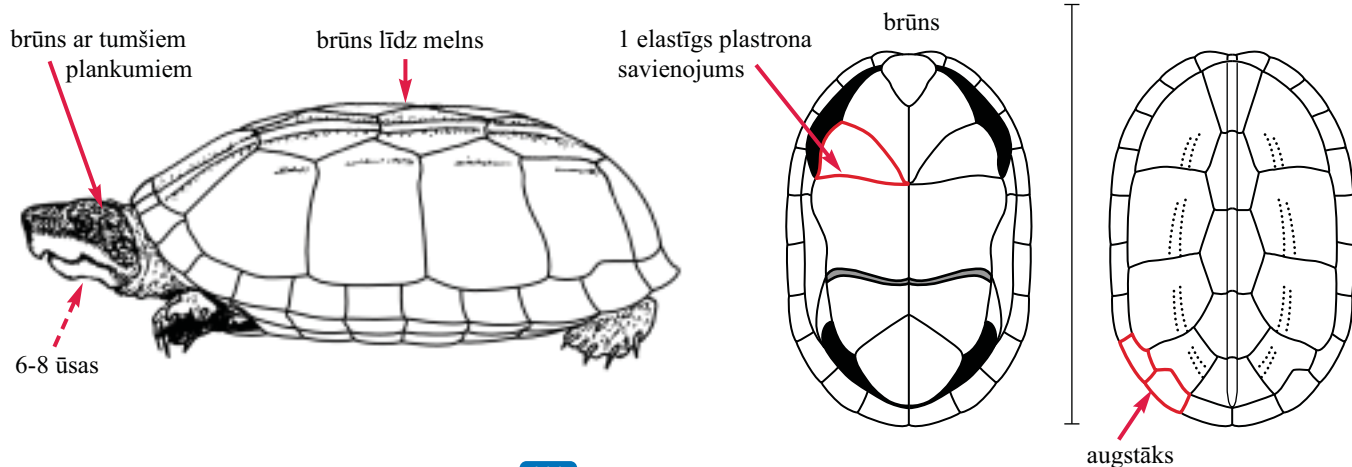 brūns ar tumšiem
plankumiem
brūns līdz melns
6-8 ūsas
1 elastīgs plastrona
savienojums
brūns
augstāks